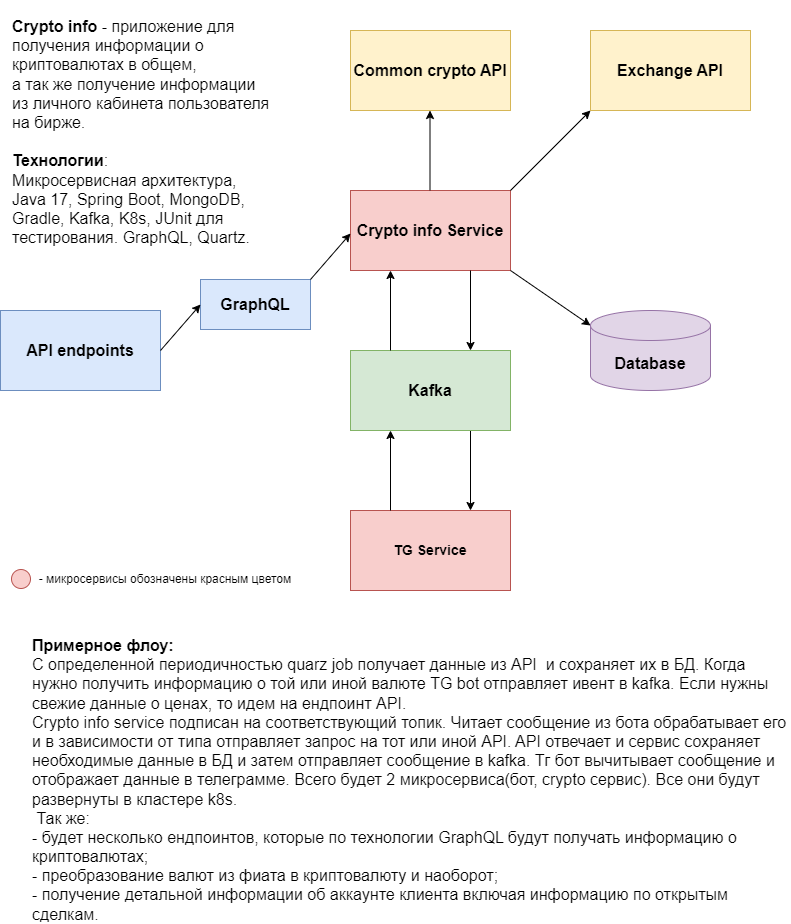 Crypto info - приложение для
получения информации о
криптовалютах в общем,
а так же получение информации
из личного кабинета пользователя
на бирже.
Технологии:
Микросервисная архитектура,
Java 17, Spring Boot, MongoDB,
Gradle, Kafka, K8s, JUnit для
тестирования. GraphQL, Quartz.
Common crypto API
Exchange API
Crypto info Service
GraphQL
API endpoints
Database
Kafka
TG Service
- микросервисы обозначены красным цветом
Примерное флоу:
С определенной периодичностью quarz job получает данные из API и сохраняет их в БД. Когда
нужно получить информацию о той или иной валюте TG bot отправляет ивент в kafka. Если нужны
свежие данные о ценах, то идем на ендпоинт API.
Crypto info service подписан на соответствующий топик. Читает сообщение из бота обрабатывает его
и в зависимости от типа отправляет запрос на тот или иной API. API отвечает и сервис сохраняет
необходимые данные в БД и затем отправляет сообщение в kafka. Тг бот вычитывает сообщение и
отображает данные в телеграмме. Всего будет 2 микросервиса(бот, crypto сервис). Все они будут
развернуты в кластере k8s.
Так же:
- будет несколько ендпоинтов, которые по технологии GraphQL будут получать информацию о
криптовалютах;
- преобразование валют из фиата в криптовалюту и наоборот;
- получение детальной информации об аккаунте клиента включая информацию по открытым
сделкам.